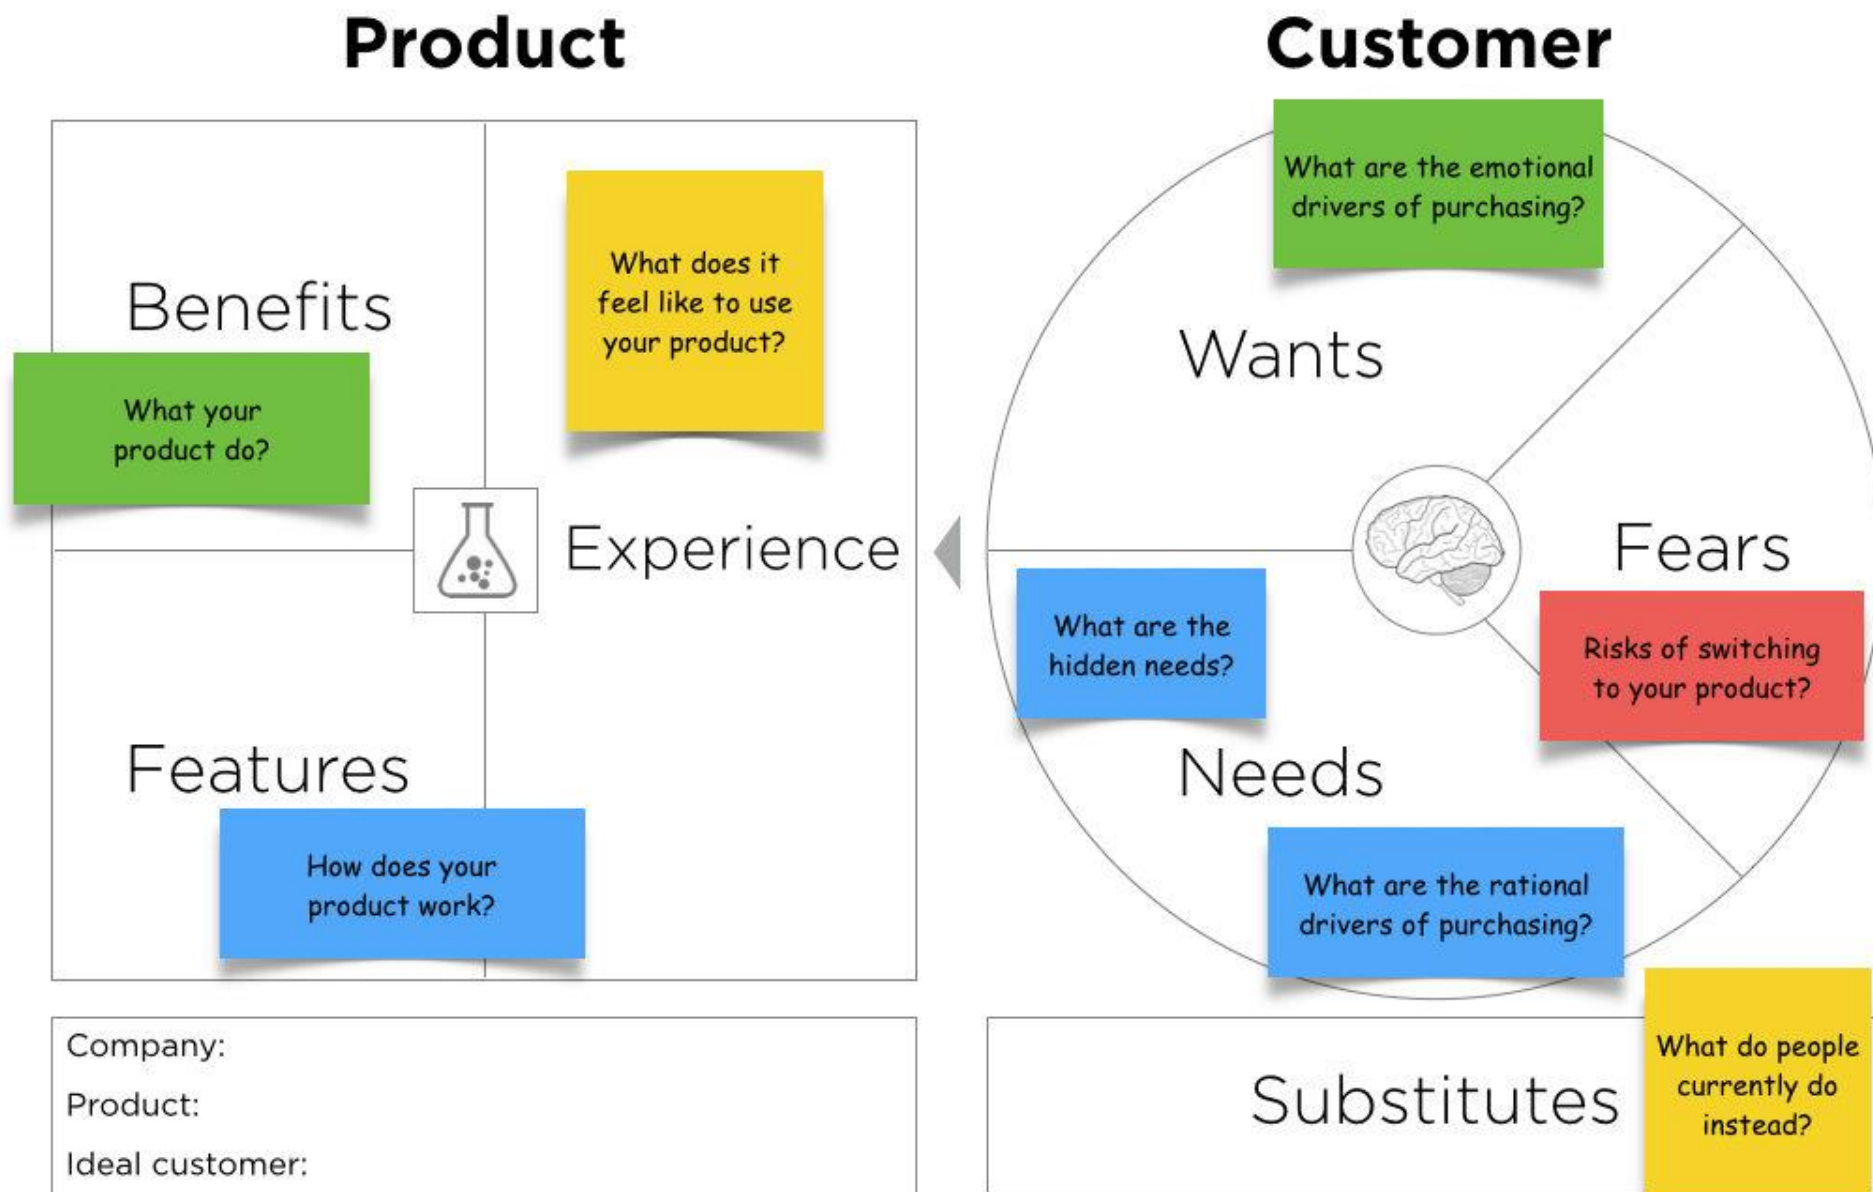 Product
Benefits
What your
product do?
What does it
feel like to use
your product?
Experience
Features
How does your
product work?
Company:
Product:
Ideal customer:
Customer
What are the emotional
drivers of purchasing?
Wants
Fears
Risks of switching
to your product?
What are the
hidden needs?
Needs
What are the rational
drivers of purchasing?
Substitutes
What do people
currently do
instead?